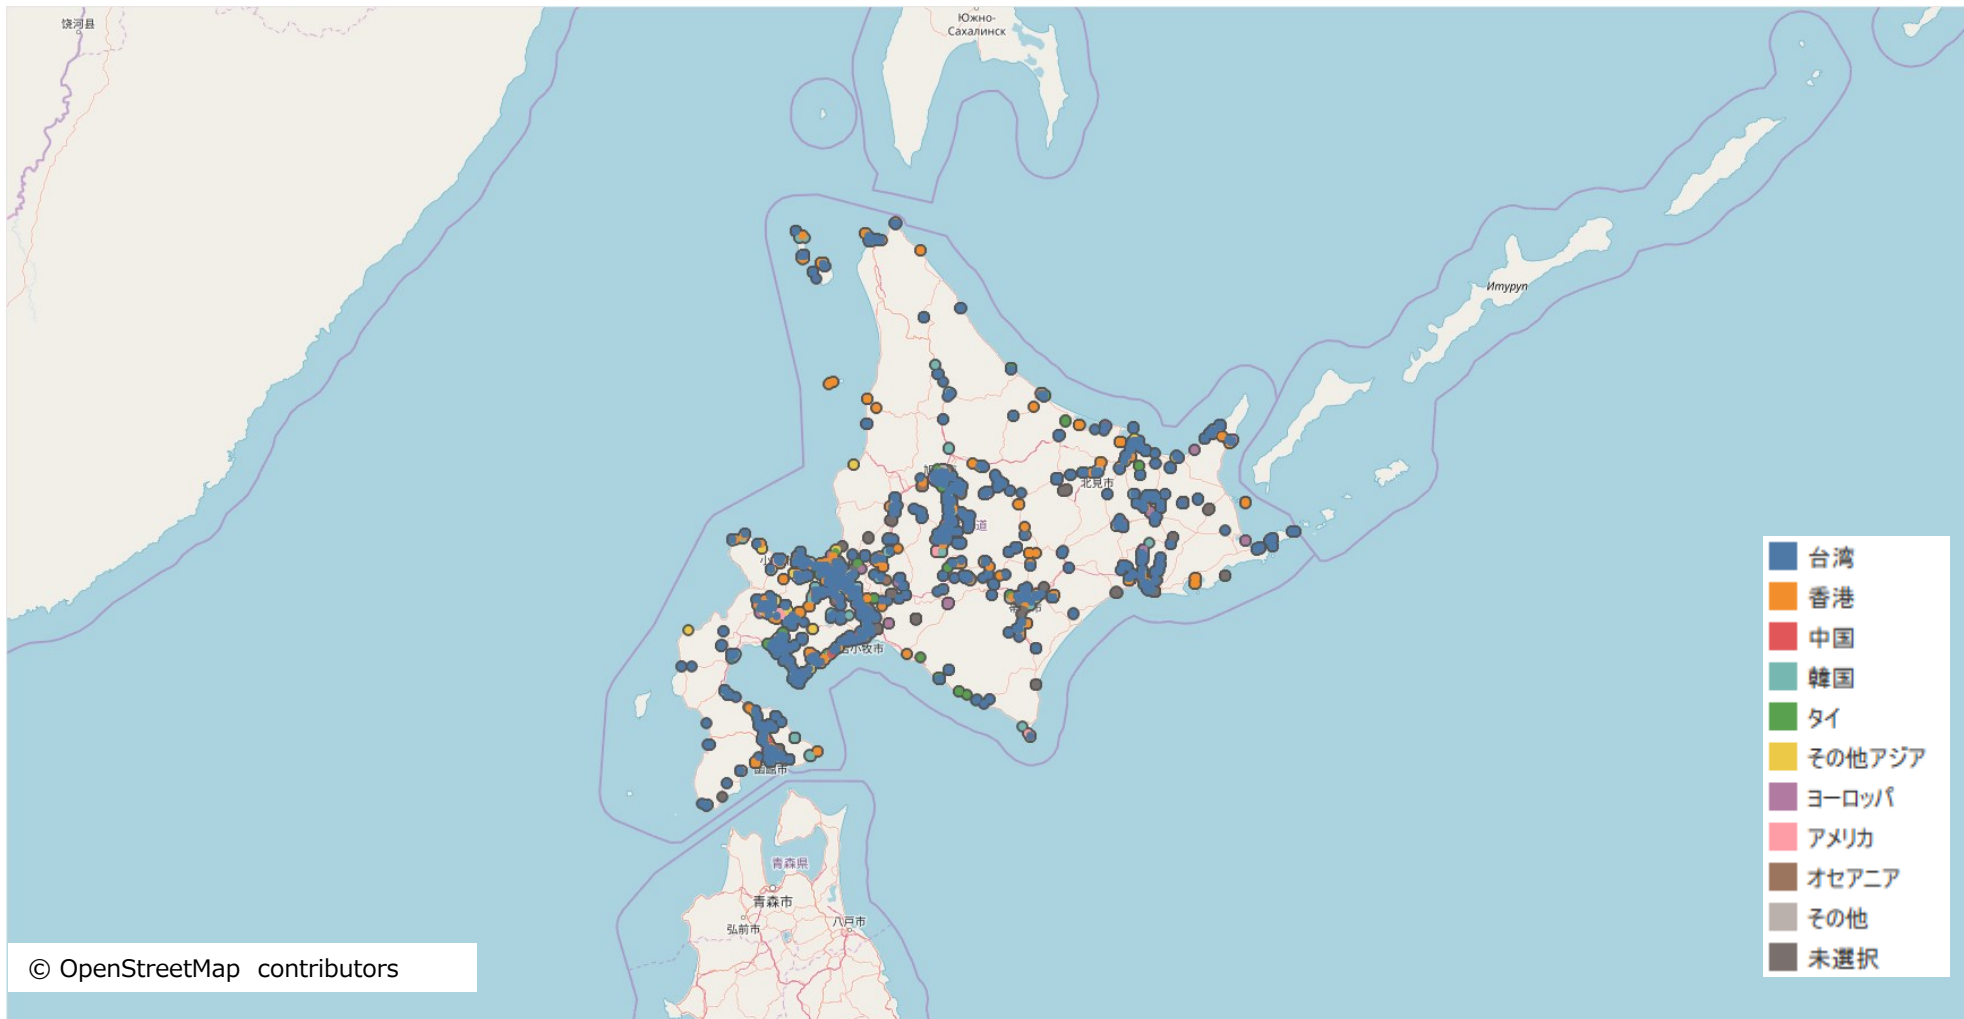 饶河县
Южно-
Сахалинск
Итуруп
北見市
道
小
苫小牧市
函館市
青森県
青森市
弘前市
八戸市
台湾
香港
中国
韓国
タイ
その他アジア
ヨーロッパ
アメリカ
オセアニア
その他
未選択
© OpenStreetMap contributors